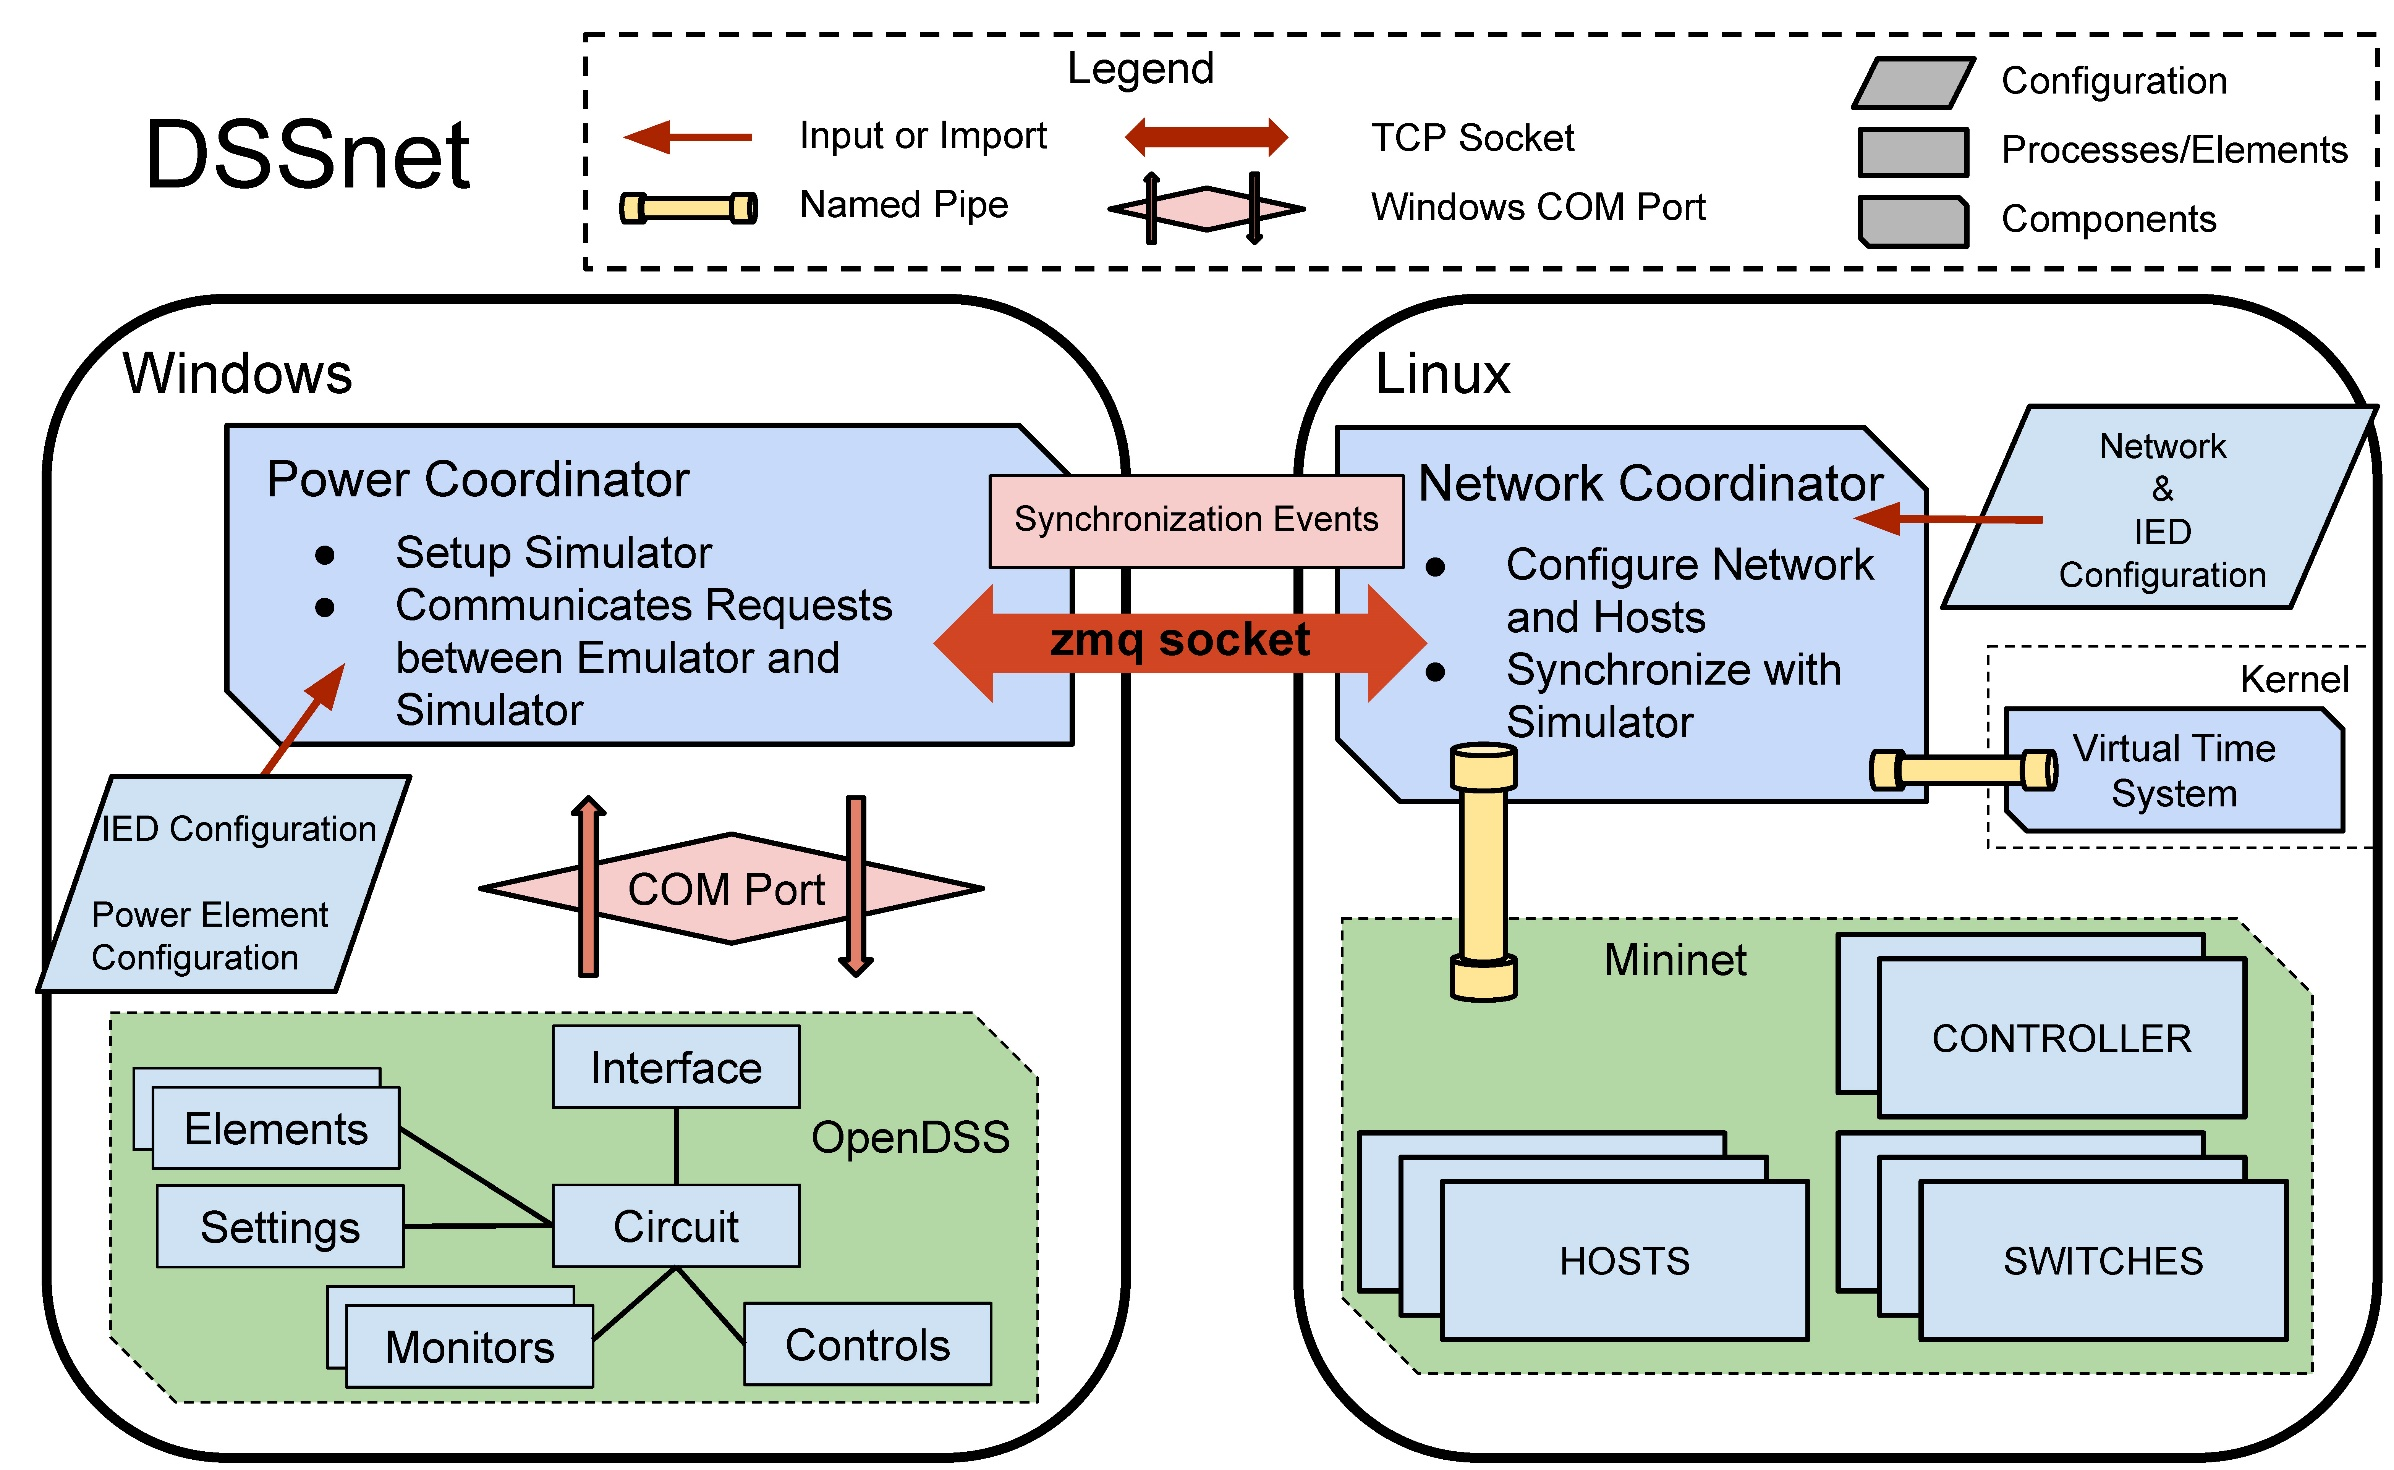 DSSnet
Legend
Input or Import
TCP Socket
Named Pipe
Windows COM Port
Configuration
Processes/Elements
Components
Windows
Power Coordinator
● Setup Simulator
● Communicates Requests
between Emulator and
Simulator
IED Configuration
Power Element
Configuration
COM Port
Interface
Elements
OpenDSS
Settings
Circuit
Monitors
Controls
Synchronization Events
zmq socket
Linux
Network Coordinator
● Configure Network
and Hosts
● Synchronize with
Simulator
Network
&
IED
Configuration
Kernel
Virtual Time
System
Mininet
CONTROLLER
HOSTS
SWITCHES